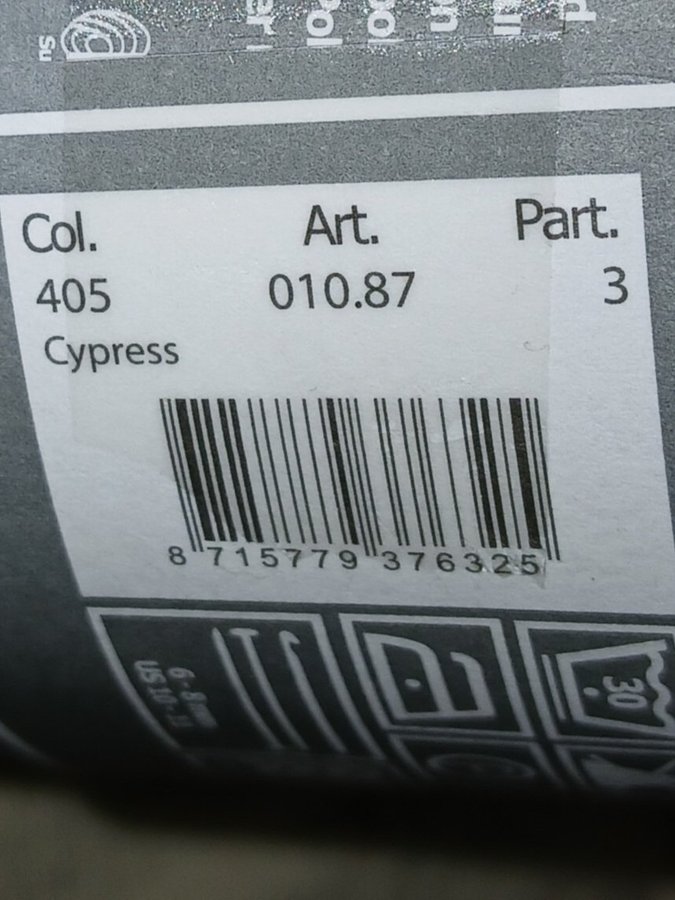 Col. Art. Part.
405 010.87 3
Cypress
8 715779 376325
30